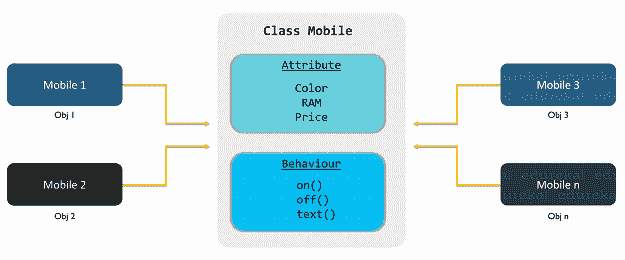 Class Mobile
Mobile 1
Obj 1
Mobile 2
Obj 2
Attribute
Color
RAM
Price
Behaviour
on()
off()
text()
Mobile 3
Obj 3
Mobile n
Obj n